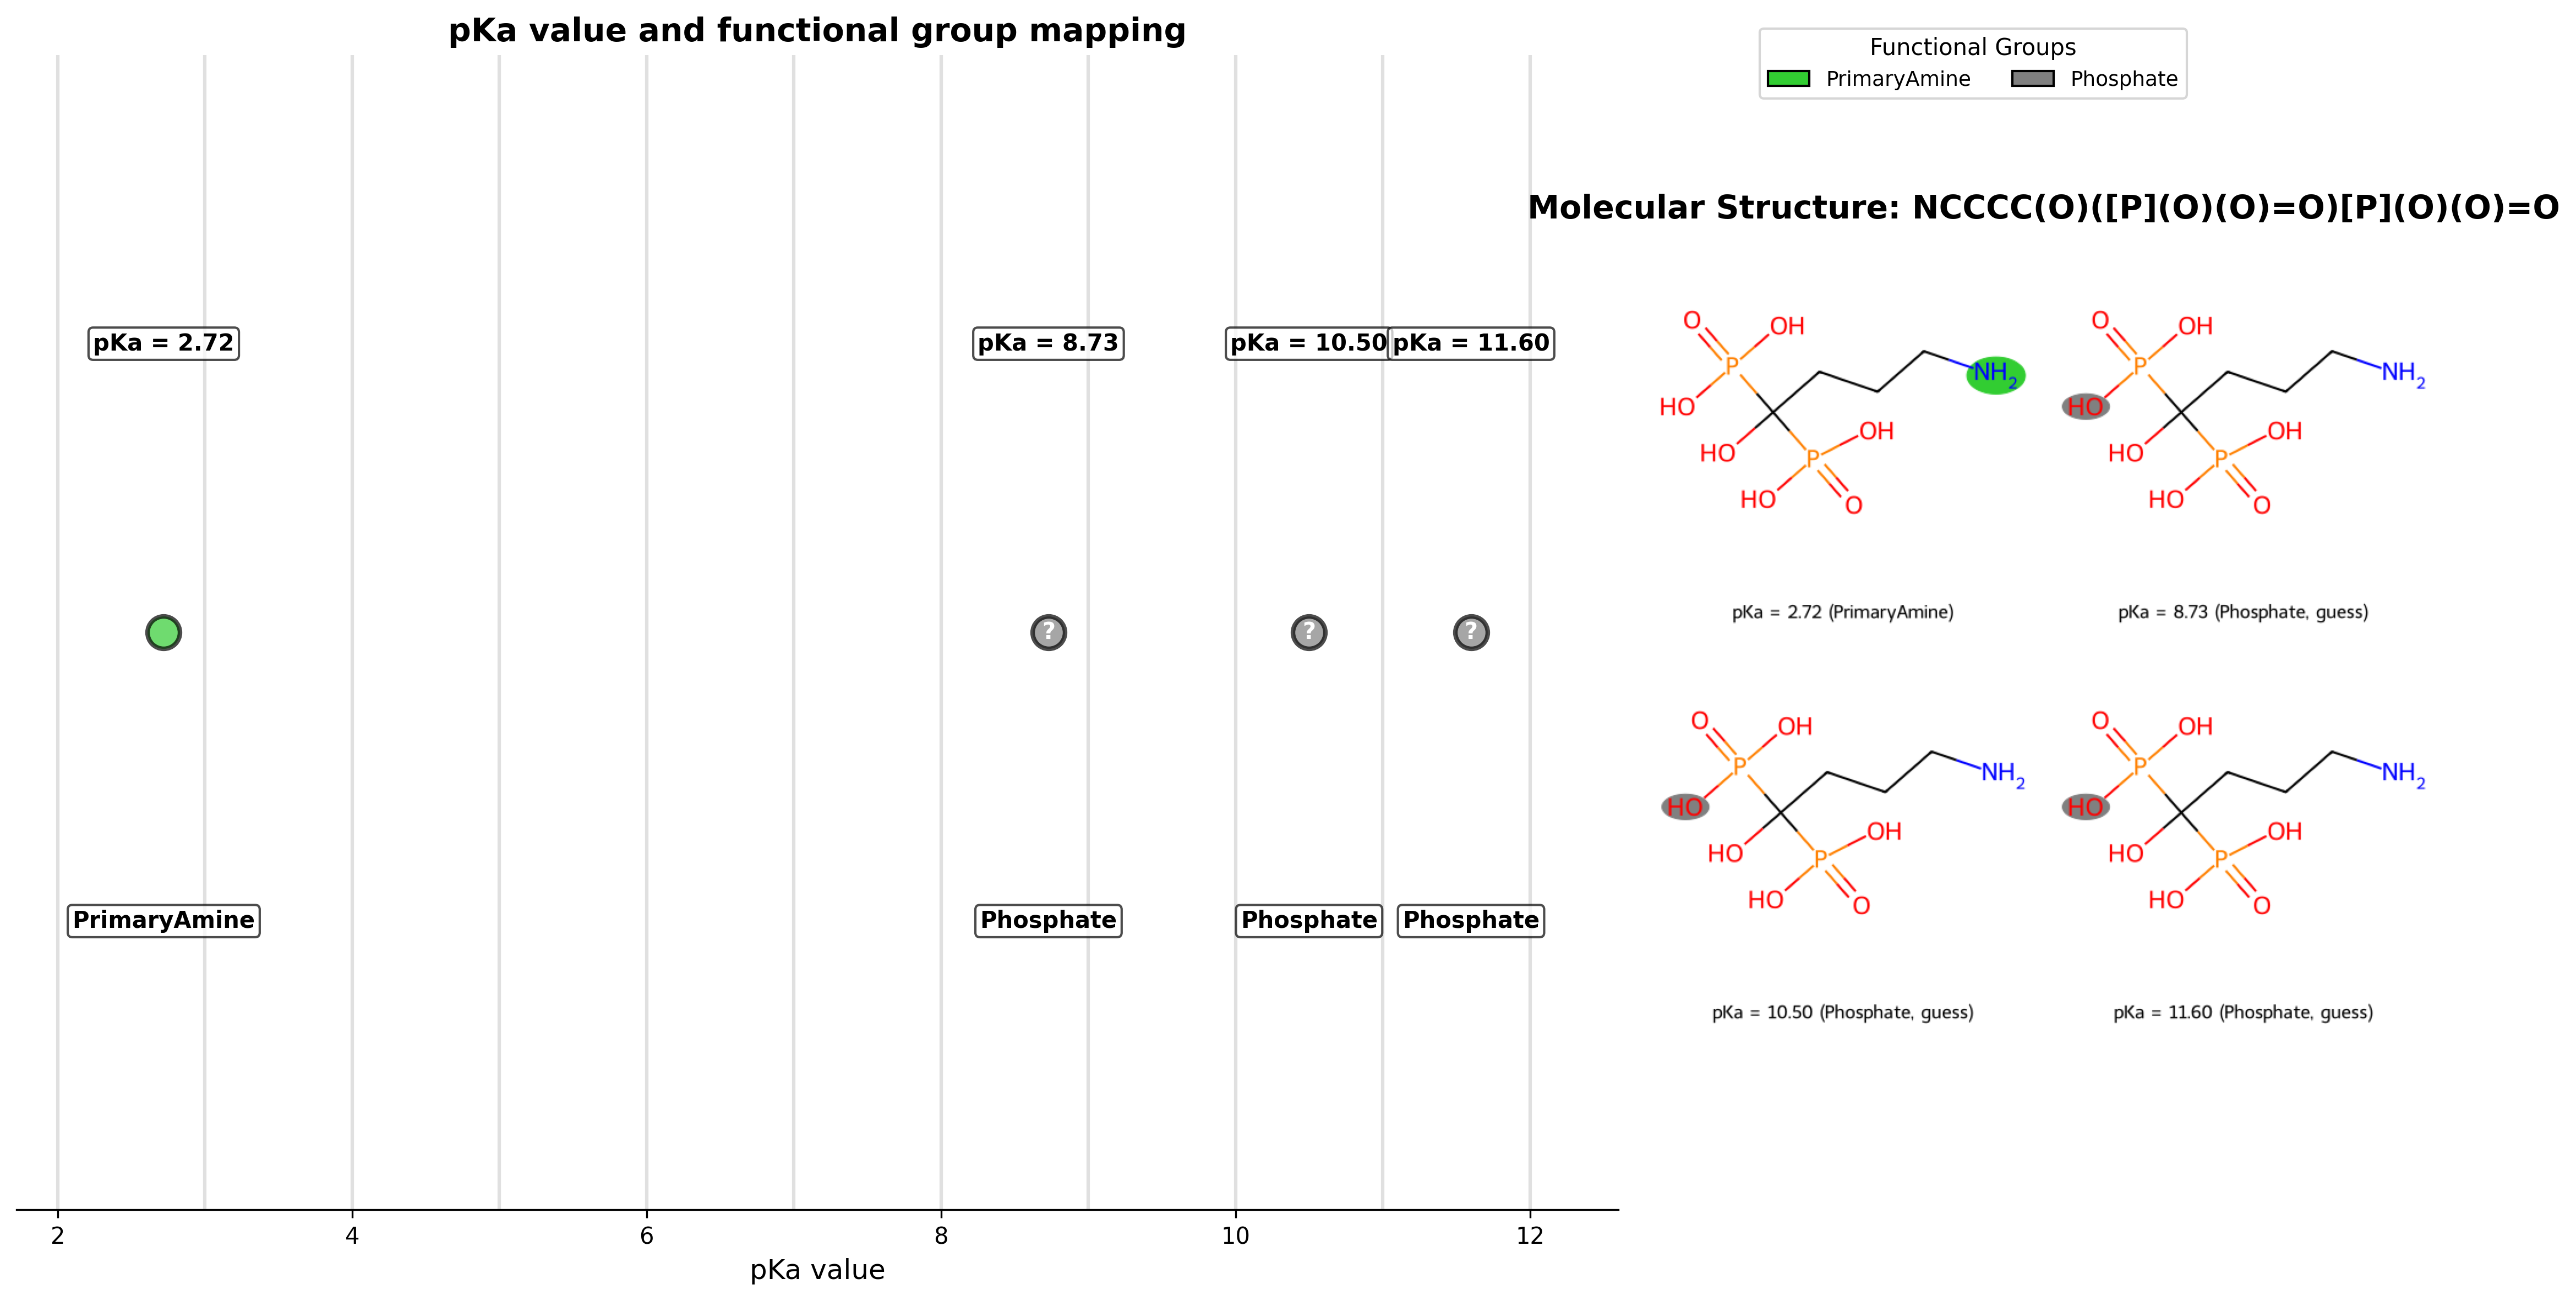 pKa value and functional group mapping
Functional Groups
PrimaryAmine Phosphate
Molecular Structure: NCCCC(O)([P](O)(O)=O)[P](O)(O)=O
pKa = 2.72
pKa = 8.73
pKa = 10.50
pKa = 11.60
?
?
?
PrimaryAmine
Phosphate
Phosphate
Phosphate
2 4 6 8 10 12
pKa value
O
OH
P
NH2
HO
HO
OH
P
HO
O
pKa = 2.72 (PrimaryAmine)
O
OH
P
NH2
HO
HO
OH
P
HO
O
pKa = 8.73 (Phosphate, guess)
O
OH
P
NH2
HO
HO
OH
P
HO
O
pKa = 10.50 (Phosphate, guess)
O
OH
P
NH2
HO
HO
OH
P
HO
O
pKa = 11.60 (Phosphate, guess)